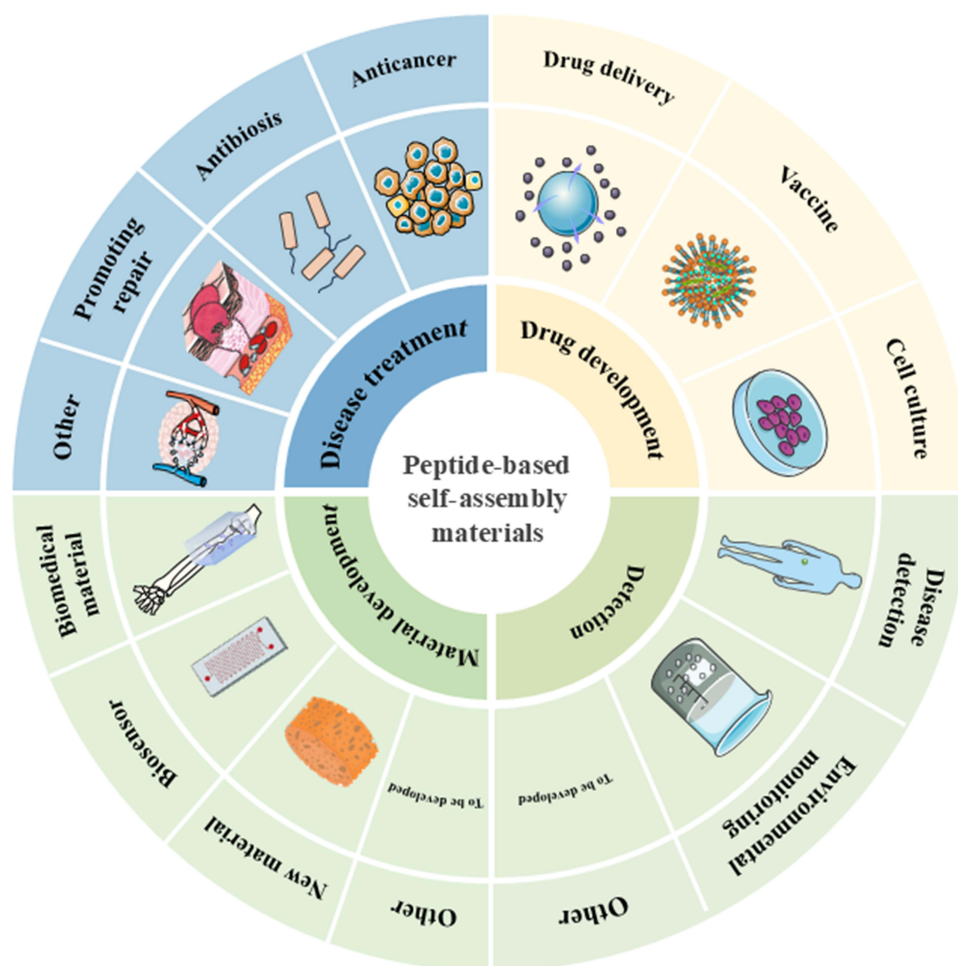 Peptide-based
self-assembly
materials
Disease treatment
Anticancer
Antibiosis
Promoting
repair
Other
Drug development
Drug delivery
Vaccine
Cell culture
Detection
Disease
detection
Environmental
monitoring
Other
To be developed
Material development
Biomedical
material
Biosensor
New material
Other
To be developed